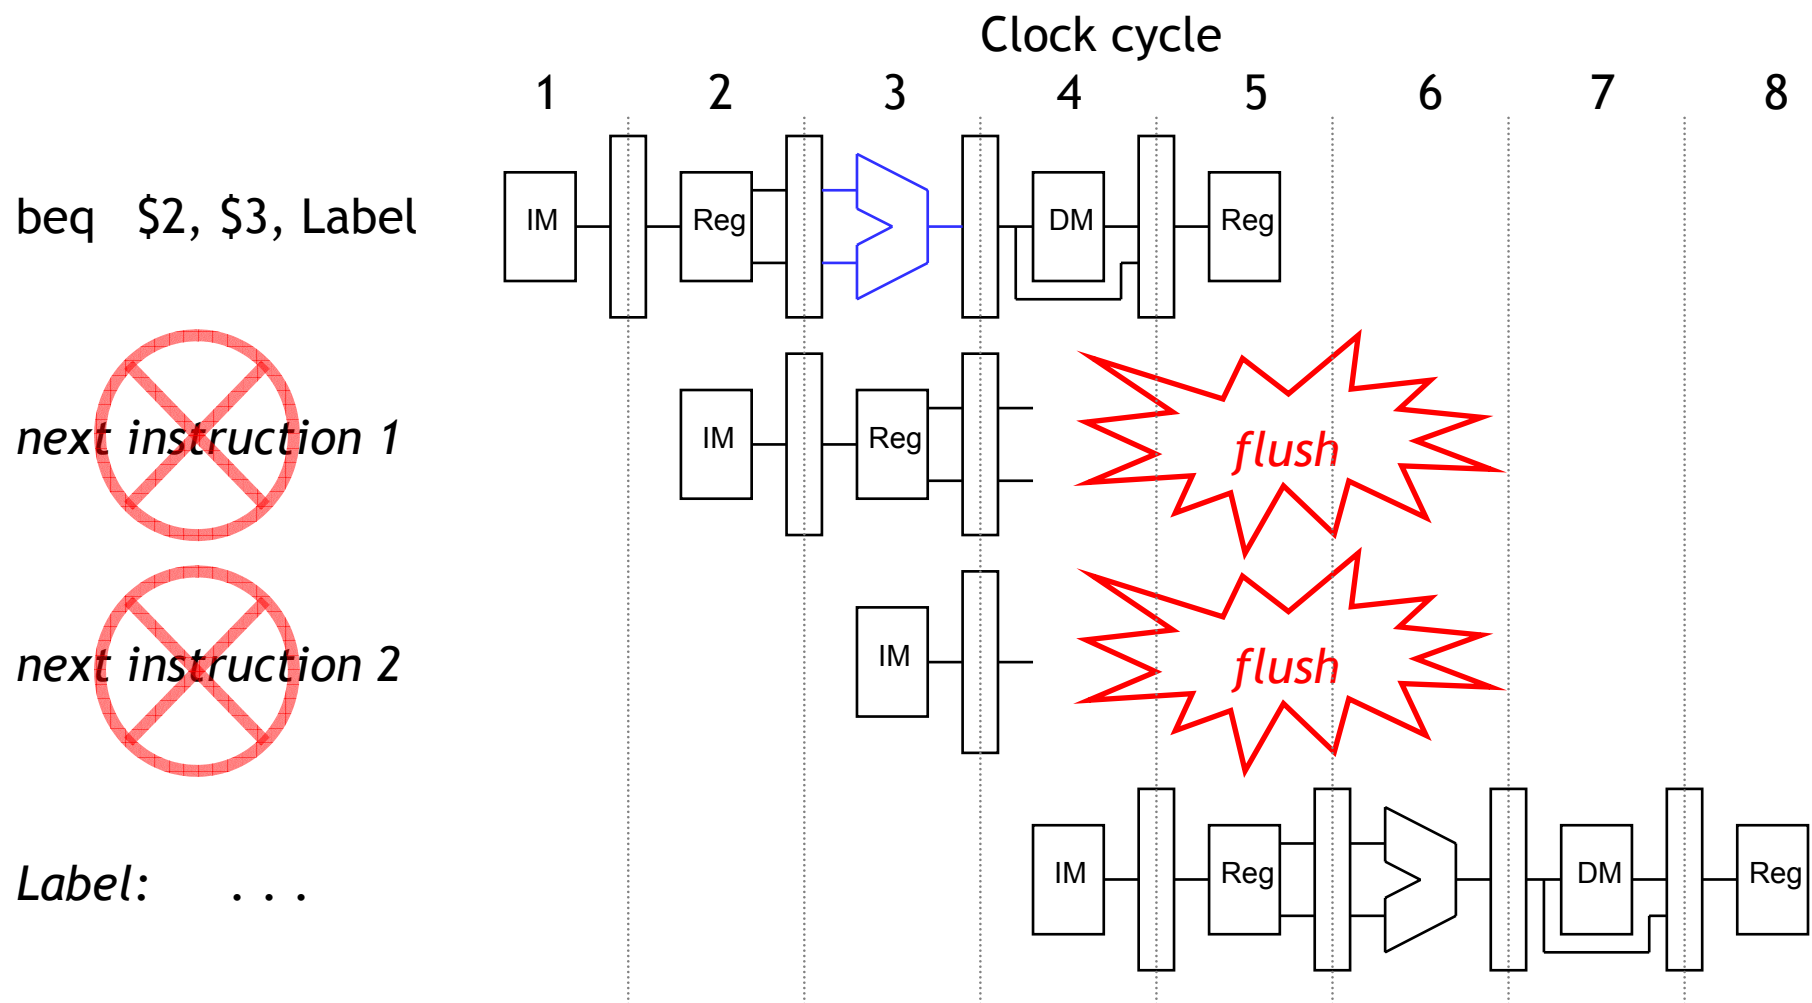 Clock cycle
1 2 3 4 5 6 7 8
beq $2, $3, Label IM Reg DM Reg
next instruction 1 IM Reg flush
next instruction 2 IM flush
Label: . . . IM Reg DM Reg